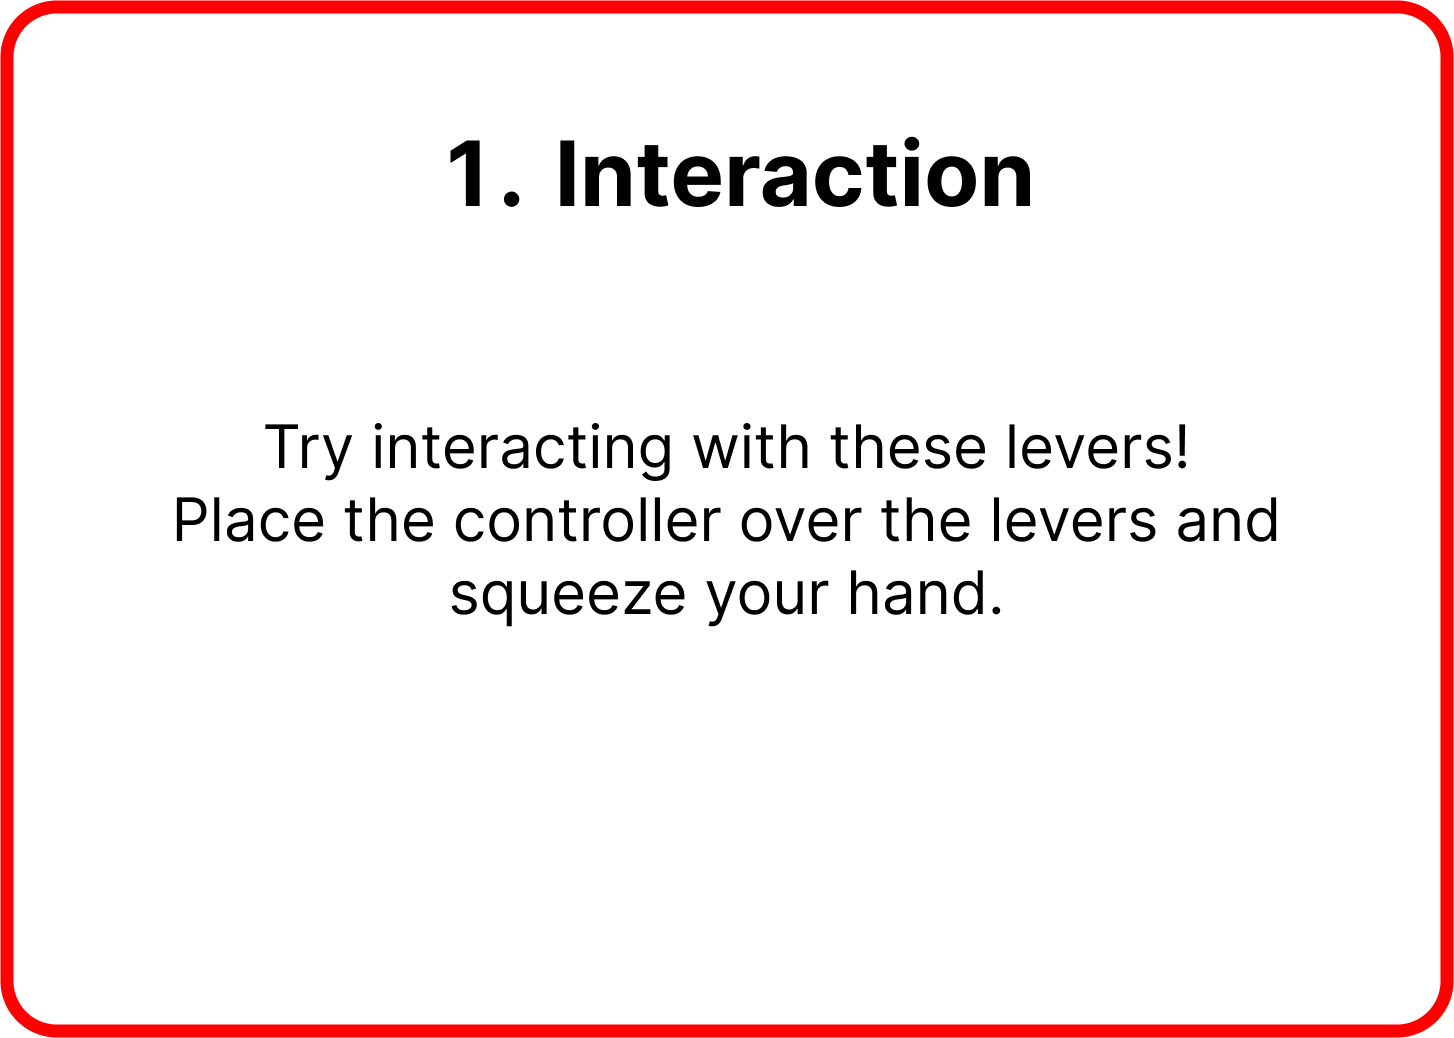 1. Interaction
Try interacting with these levers!
Place the controller over the levers and
squeeze your hand.